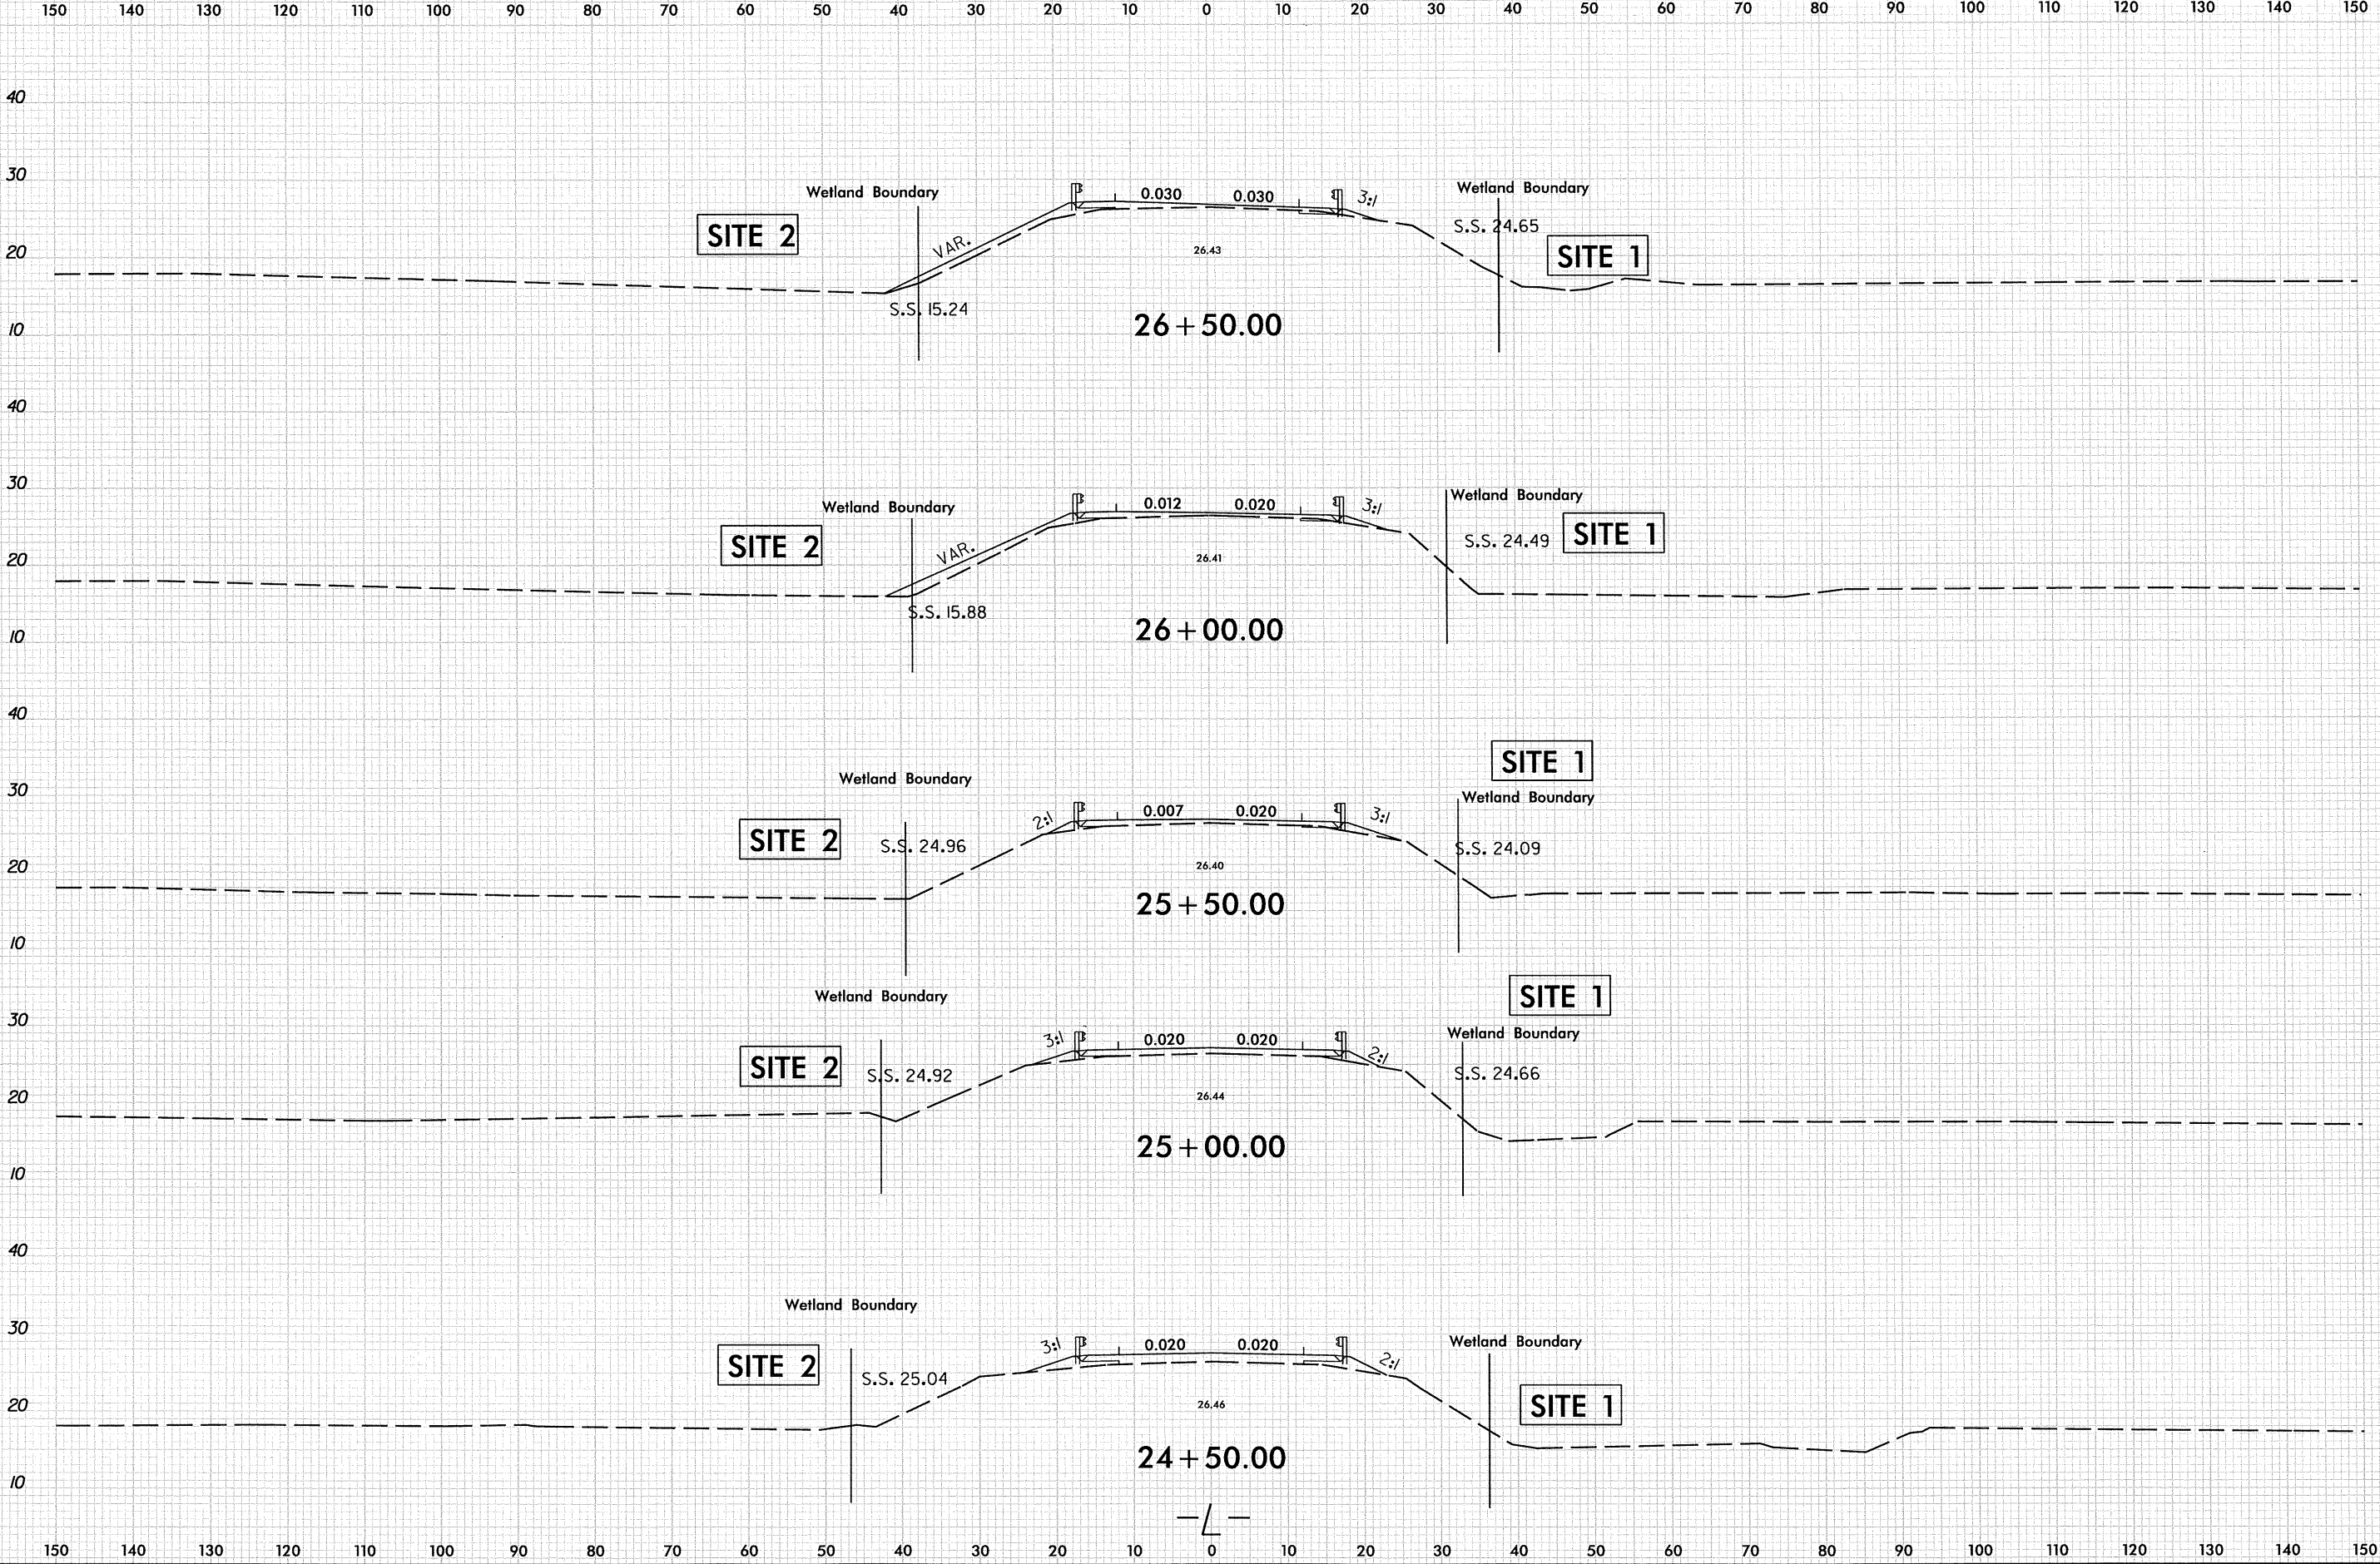 150 140 130 120 110 100 90 80 70 60 50 40 30 20 10 0 10 20 30 40 50 60 70 80 90 100 110 120 130 140 150
40
30
Wetland Boundary 0.030 0.030 3:1 Wetland Boundary
SITE 2 S.S. 24.65
20 VAR. 26.43 SITE 1
S.S. 15.24
10 26+50.00
40
30
Wetland Boundary 0.012 0.020 3:1 Wetland Boundary
SITE 2 S.S. 24.49 SITE 1
20 VAR. 26.41
S.S. 15.88
10 26+00.00
40
SITE 1
30 Wetland Boundary
Wetland Boundary
2:1 0.007 0.020 3:1
SITE 2 S.S. 24.96 S.S. 24.09
20 26.40
25+50.00
10
Wetland Boundary SITE 1
30
3:1 0.020 0.020 2:1 Wetland Boundary
SITE 2 S.S. 24.92 S.S. 24.66
20 26.44
25+00.00
10
40
Wetland Boundary
30
3:1 0.020 0.020 2:1 Wetland Boundary
SITE 2 S.S. 25.04
20 26.46 SITE 1
24+50.00
10
-L-
150 140 130 120 110 100 90 80 70 60 50 40 30 20 10 0 10 20 30 40 50 60 70 80 90 100 110 120 130 140 150